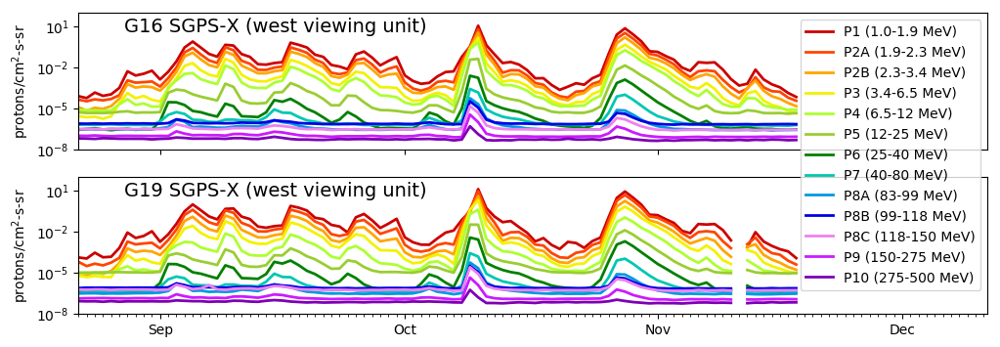 G16 SGPS-X (west viewing unit)
10¹
10⁻²
10⁻⁵
10⁻⁸
protons/cm²-s-sr
P1 (1.0-1.9 MeV)
P2A (1.9-2.3 MeV)
P2B (2.3-3.4 MeV)
P3 (3.4-6.5 MeV)
P4 (6.5-12 MeV)
P5 (12-25 MeV)
P6 (25-40 MeV)
P7 (40-80 MeV)
P8A (83-99 MeV)
P8B (99-118 MeV)
P8C (118-150 MeV)
P9 (150-275 MeV)
P10 (275-500 MeV)
G19 SGPS-X (west viewing unit)
10¹
10⁻²
10⁻⁵
10⁻⁸
protons/cm²-s-sr
Sep Oct Nov Dec